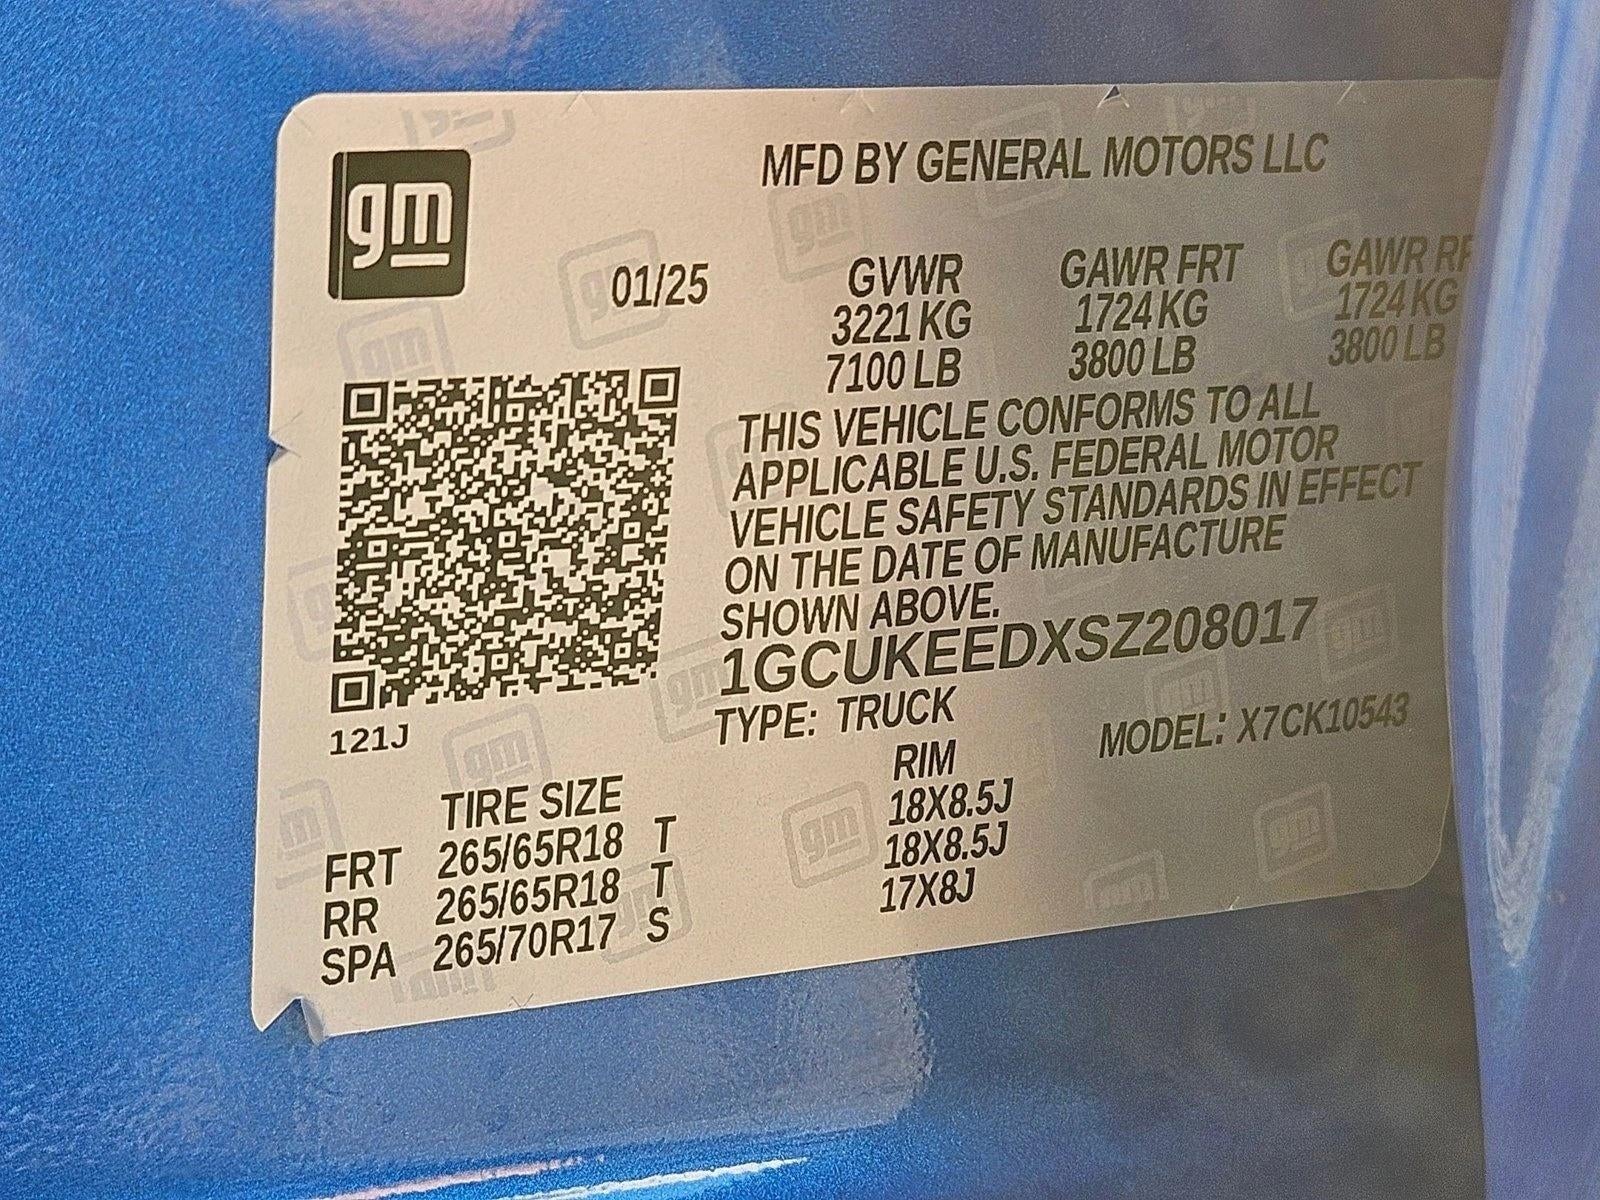 gm
MFD BY GENERAL MOTORS LLC
01/25
GVWR GAWR FRT GAWR RR
3221 KG 1724 KG 1724 KG
7100 LB 3800 LB 3800 LB
THIS VEHICLE CONFORMS TO ALL
APPLICABLE U.S. FEDERAL MOTOR
VEHICLE SAFETY STANDARDS IN EFFECT
ON THE DATE OF MANUFACTURE
SHOWN ABOVE.
1GCUKEEDXSZ208017
TYPE: TRUCK MODEL: X7CK10543
121J
TIRE SIZE RIM
FRT 265/65R18 T 18X8.5J
RR 265/65R18 T 18X8.5J
SPA 265/70R17 S 17X8J